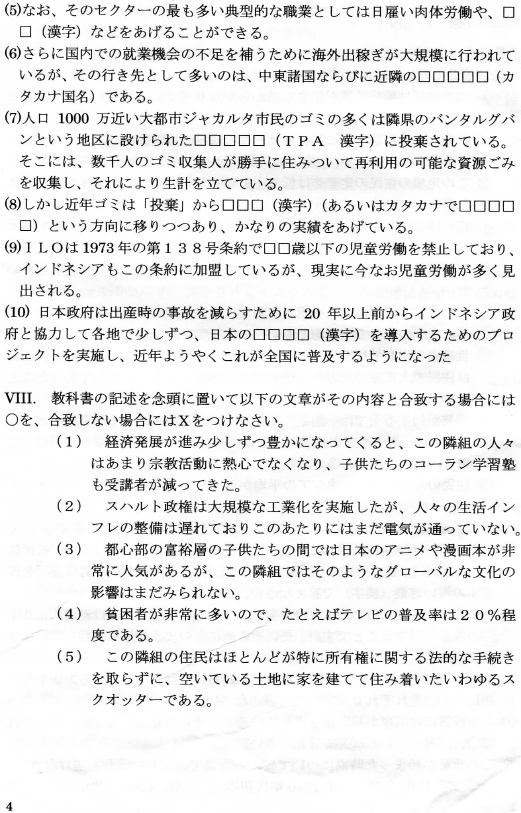 (5)なお、そのセクターの最も多い典型的な職業としては日雇い肉体労働や、□
□（漢字）などをあげることができる。
(6)さらに国内での就業機会の不足を補うために海外出稼ぎが大規模に行われて
いるが、その行き先として多いのは、中東諸国ならびに近隣の□□□□□（カ
タカナ国名）である。
(7)人口 1000 万近い大都市ジャカルタ市民のゴミの多くは隣県のバンタルグバ
ンという地区に設けられた□□□□□（ＴＰＡ　漢字）に投棄されている。
そこには、数千人のゴミ収集人が勝手に住みついて再利用の可能な資源ごみ
を収集し、それにより生計を立てている。
(8)しかし近年ゴミは「投棄」から□□□（漢字）（あるいはカタカナで□□□□
□）という方向に移りつつあり、かなりの実績をあげている。
(9)ＩＬＯは1973年の第１３８号条約で□□歳以下の児童労働を禁止しており、
インドネシアもこの条約に加盟しているが、現実に今なお児童労働が多く見
出される。
(10) 日本政府は出産時の事故を減らすために 20 年以上前からインドネシア政
府と協力して各地で少しずつ、日本の□□□□（漢字）を導入するためのプロ
ジェクトを実施し、近年ようやくこれが全国に普及するようになった
VIII.　教科書の記述を念頭に置いて以下の文章がその内容と合致する場合には
○を、合致しない場合にはXをつけなさい。
（１）　経済発展が進み少しずつ豊かになってくると、この隣組の人々
はあまり宗教活動に熱心でなくなり、子供たちのコーラン学習塾
も受講者が減ってきた。
（２）　スハルト政権は大規模な工業化を実施したが、人々の生活イン
フレの整備は遅れておりこのあたりにはまだ電気が通っていない。
（３）　都心部の富裕層の子供たちの間では日本のアニメや漫画本が非
常に人気があるが、この隣組ではそのようなグローバルな文化の
影響はまだみられない。
（４）　貧困者が非常に多いので、たとえばテレビの普及率は２０％程
度である。
（５）　この隣組の住民はほとんどが特に所有権に関する法的な手続き
を取らずに、空いている土地に家を建てて住み着いたいわゆるス
クオッターである。
4